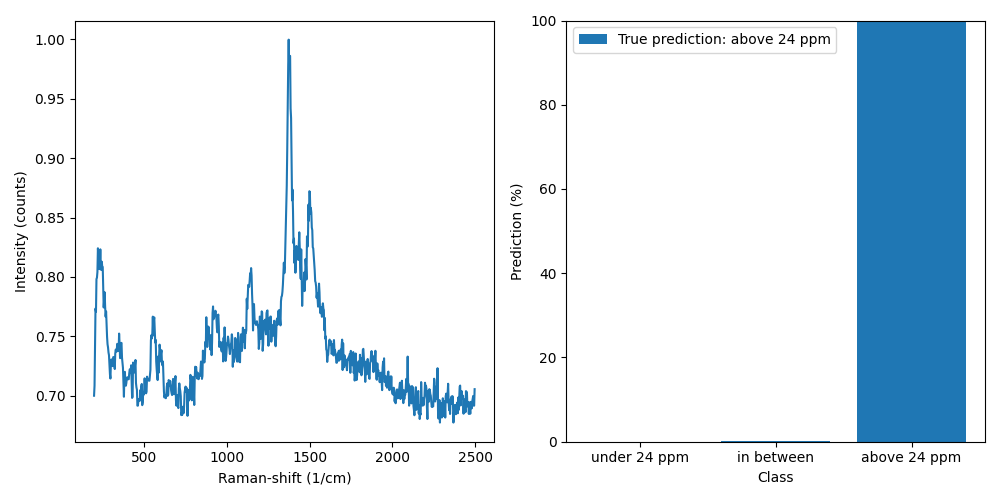 1.00
0.95
0.90
0.85
0.80
0.75
0.70
Intensity (counts)
500
1000
1500
2000
2500
Raman-shift (1/cm)
100
80
60
40
20
0
Prediction (%)
True prediction: above 24 ppm
under 24 ppm
in between
above 24 ppm
Class